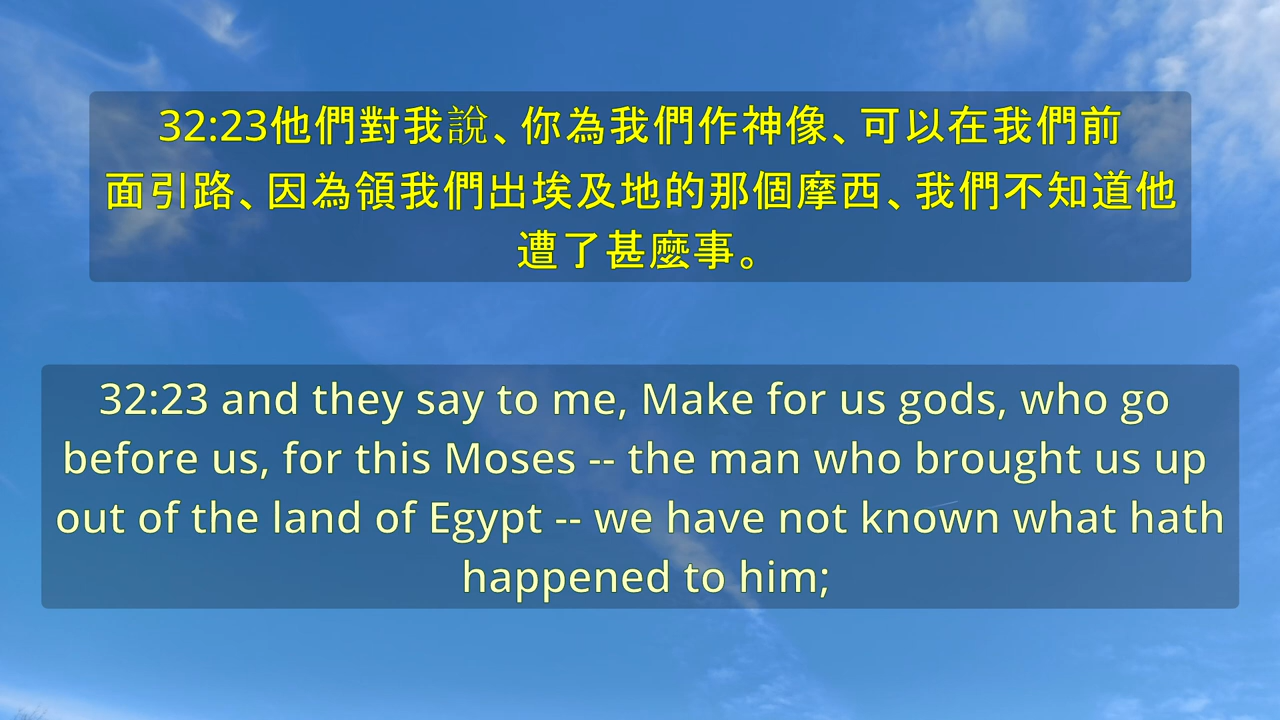 32:23他們對我說、你為我們作神像、可以在我們前
面引路、因為領我們出埃及地的那個摩西、我們不知道他
遭了甚麼事。
32:23 and they say to me, Make for us gods, who go
before us, for this Moses -- the man who brought us up
out of the land of Egypt -- we have not known what hath
happened to him;